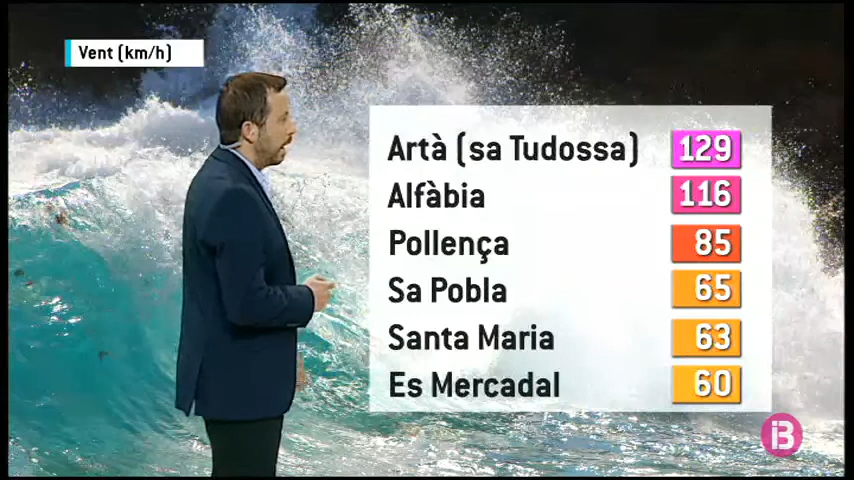 Vent (km/h)
Artà (sa Tudossa) 129
Alfàbia 116
Pollença 85
Sa Pobla 65
Santa Maria 63
Es Mercadal 60
iB